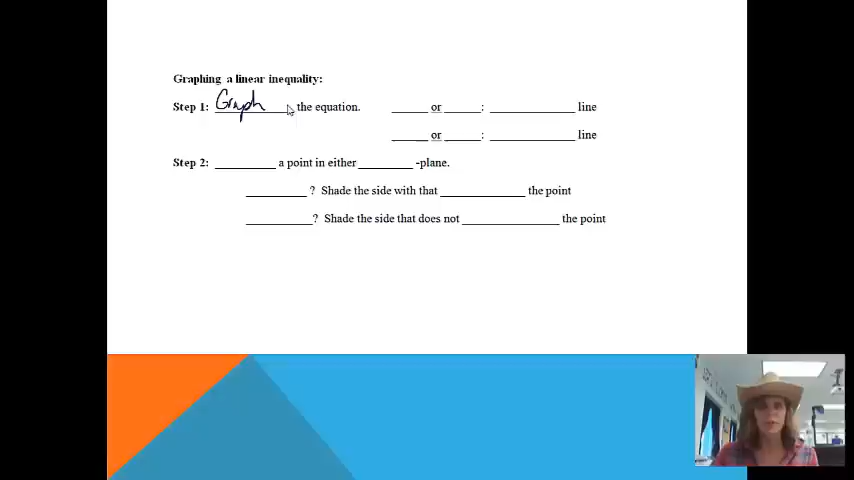 Graphing a linear inequality:
Step 1: Graph the equation. ______ or ______: ______________ line
______ or ______: ______________ line
Step 2: __________ a point in either _________ -plane.
__________ ? Shade the side with that ______________ the point
___________? Shade the side that does not ________________ the point